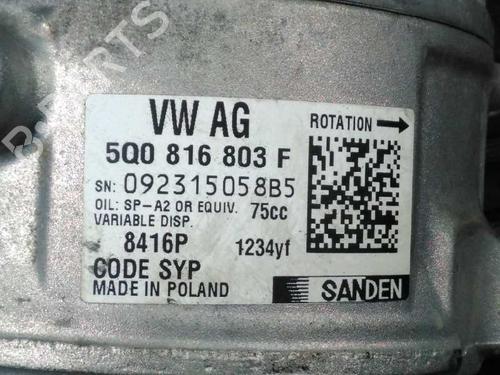 VW AG
ROTATION
5Q0 816 803 F
SN: 092315058B5
OIL: SP-A2 OR EQUIV. 75cc
VARIABLE DISP.
8416P 1234yf
CODE SYP
MADE IN POLAND
SANDEN
B-PARTS